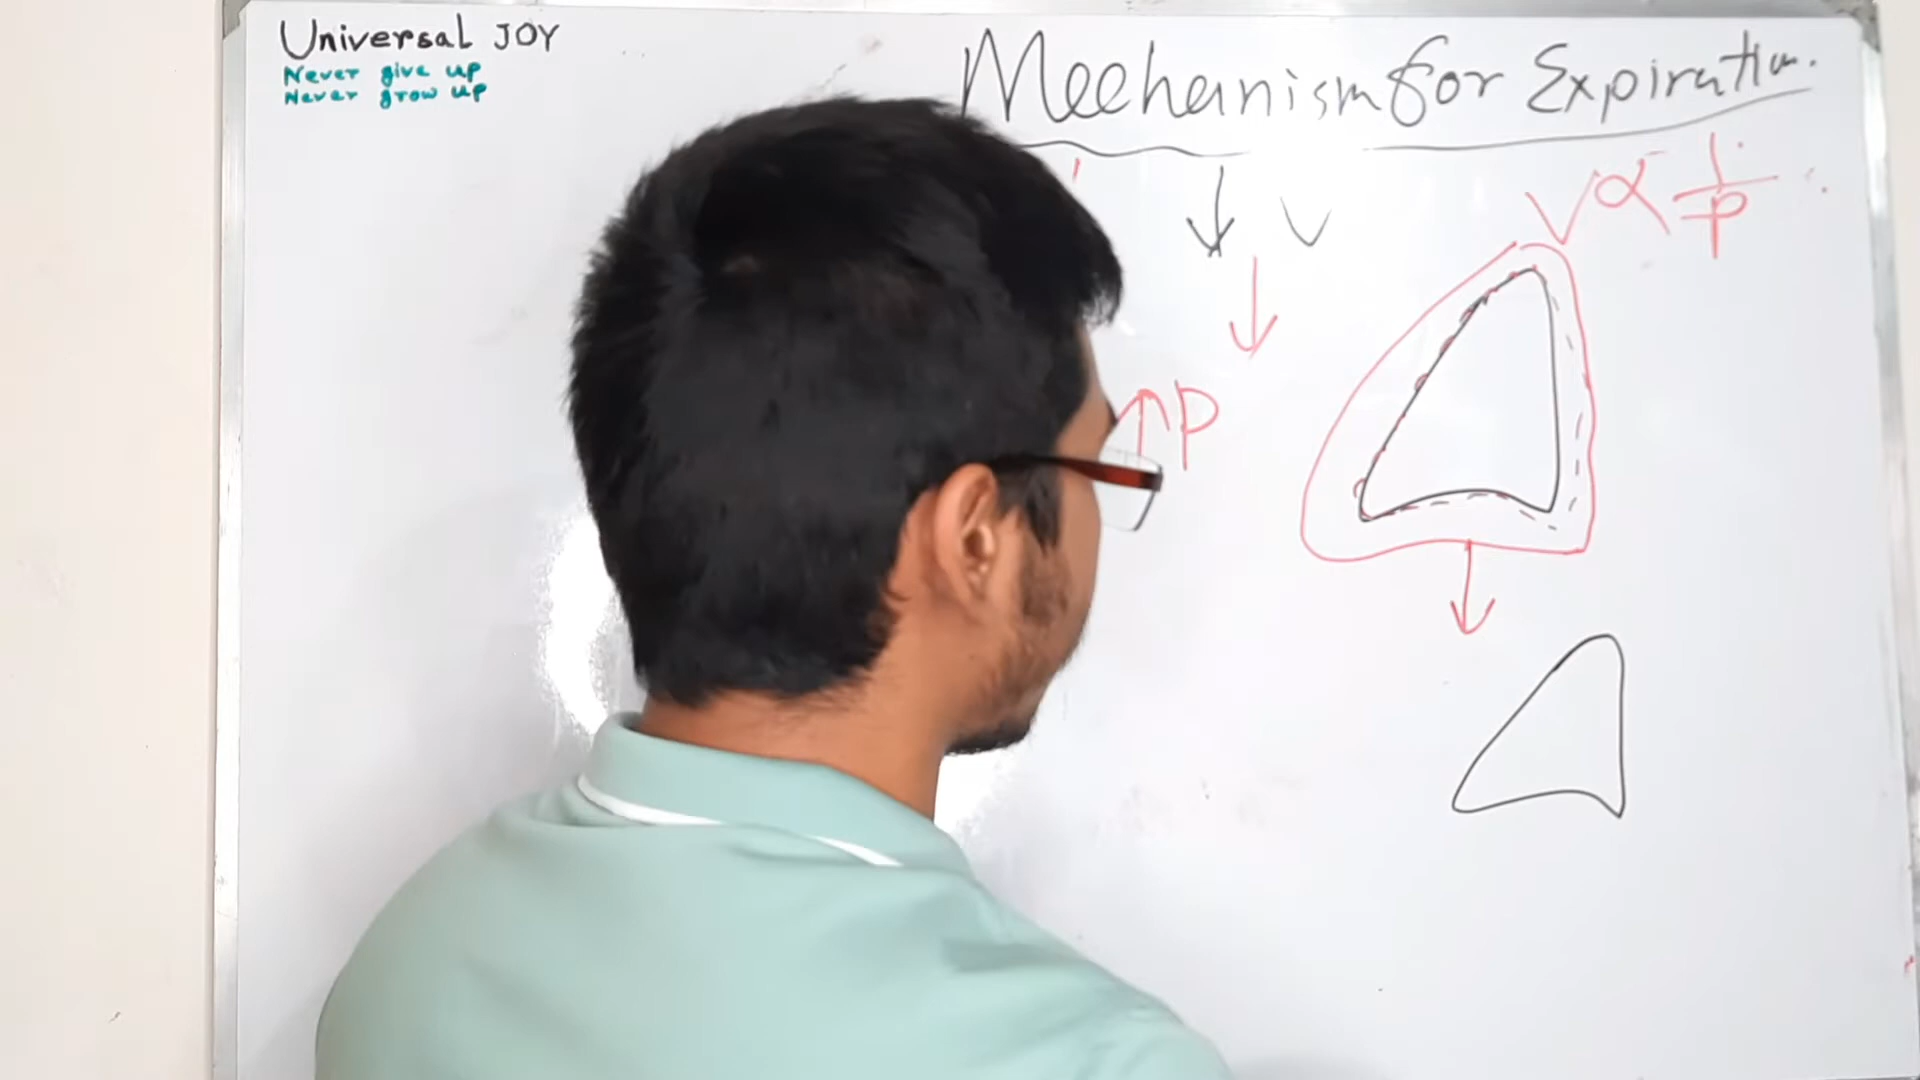 Universal JOY
Never give up
Never grow up
Mechanism for Expiration.
↓ V
V ∝ 1/P
↓
↑ P
↓